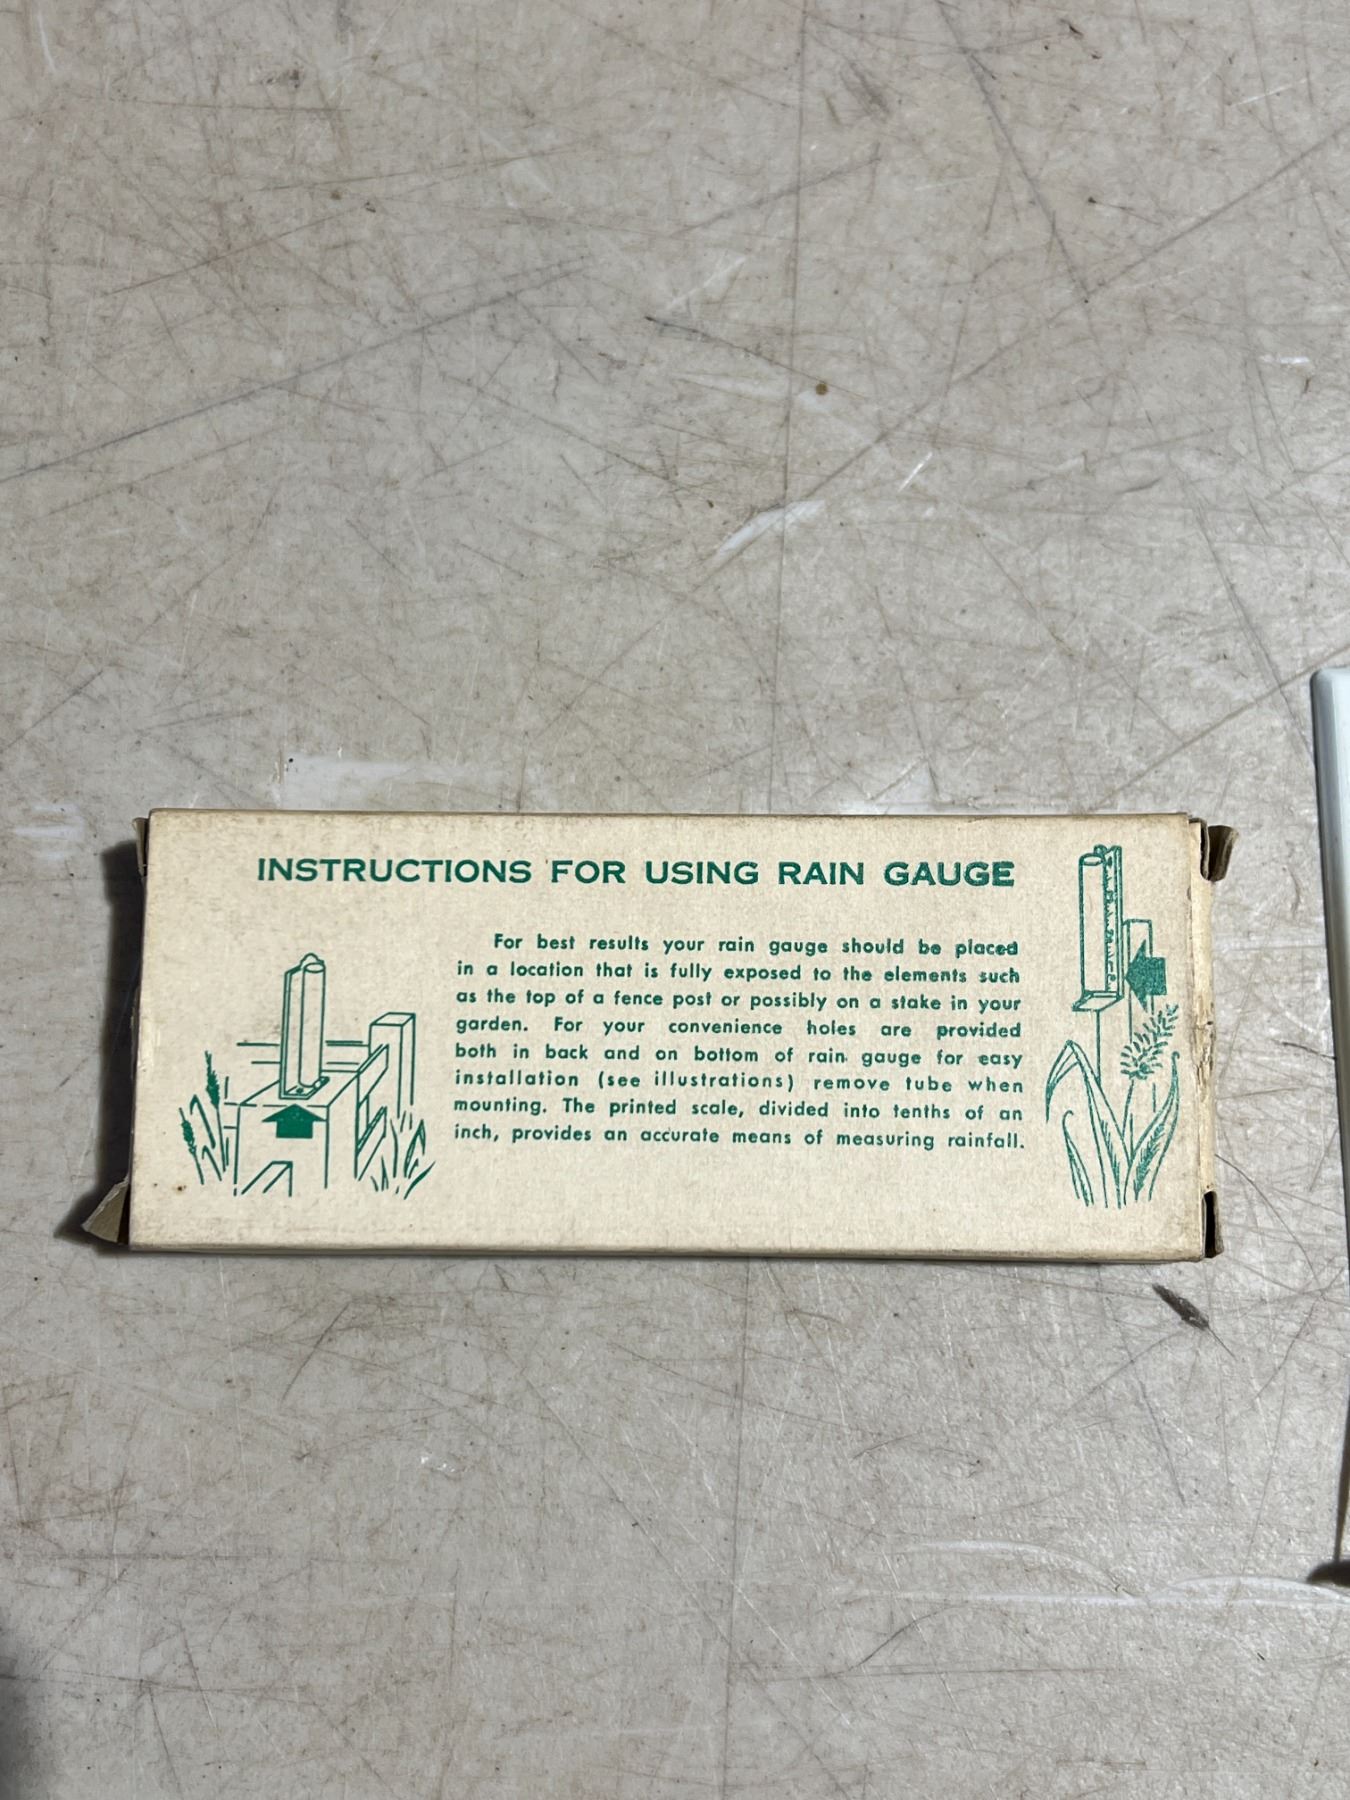 INSTRUCTIONS FOR USING RAIN GAUGE
For best results your rain gauge should be placed
in a location that is fully exposed to the elements such
as the top of a fence post or possibly on a stake in your
garden. For your convenience holes are provided
both in back and on bottom of rain gauge for easy
installation (see illustrations) remove tube when
mounting. The printed scale, divided into tenths of an
inch, provides an accurate means of measuring rainfall.